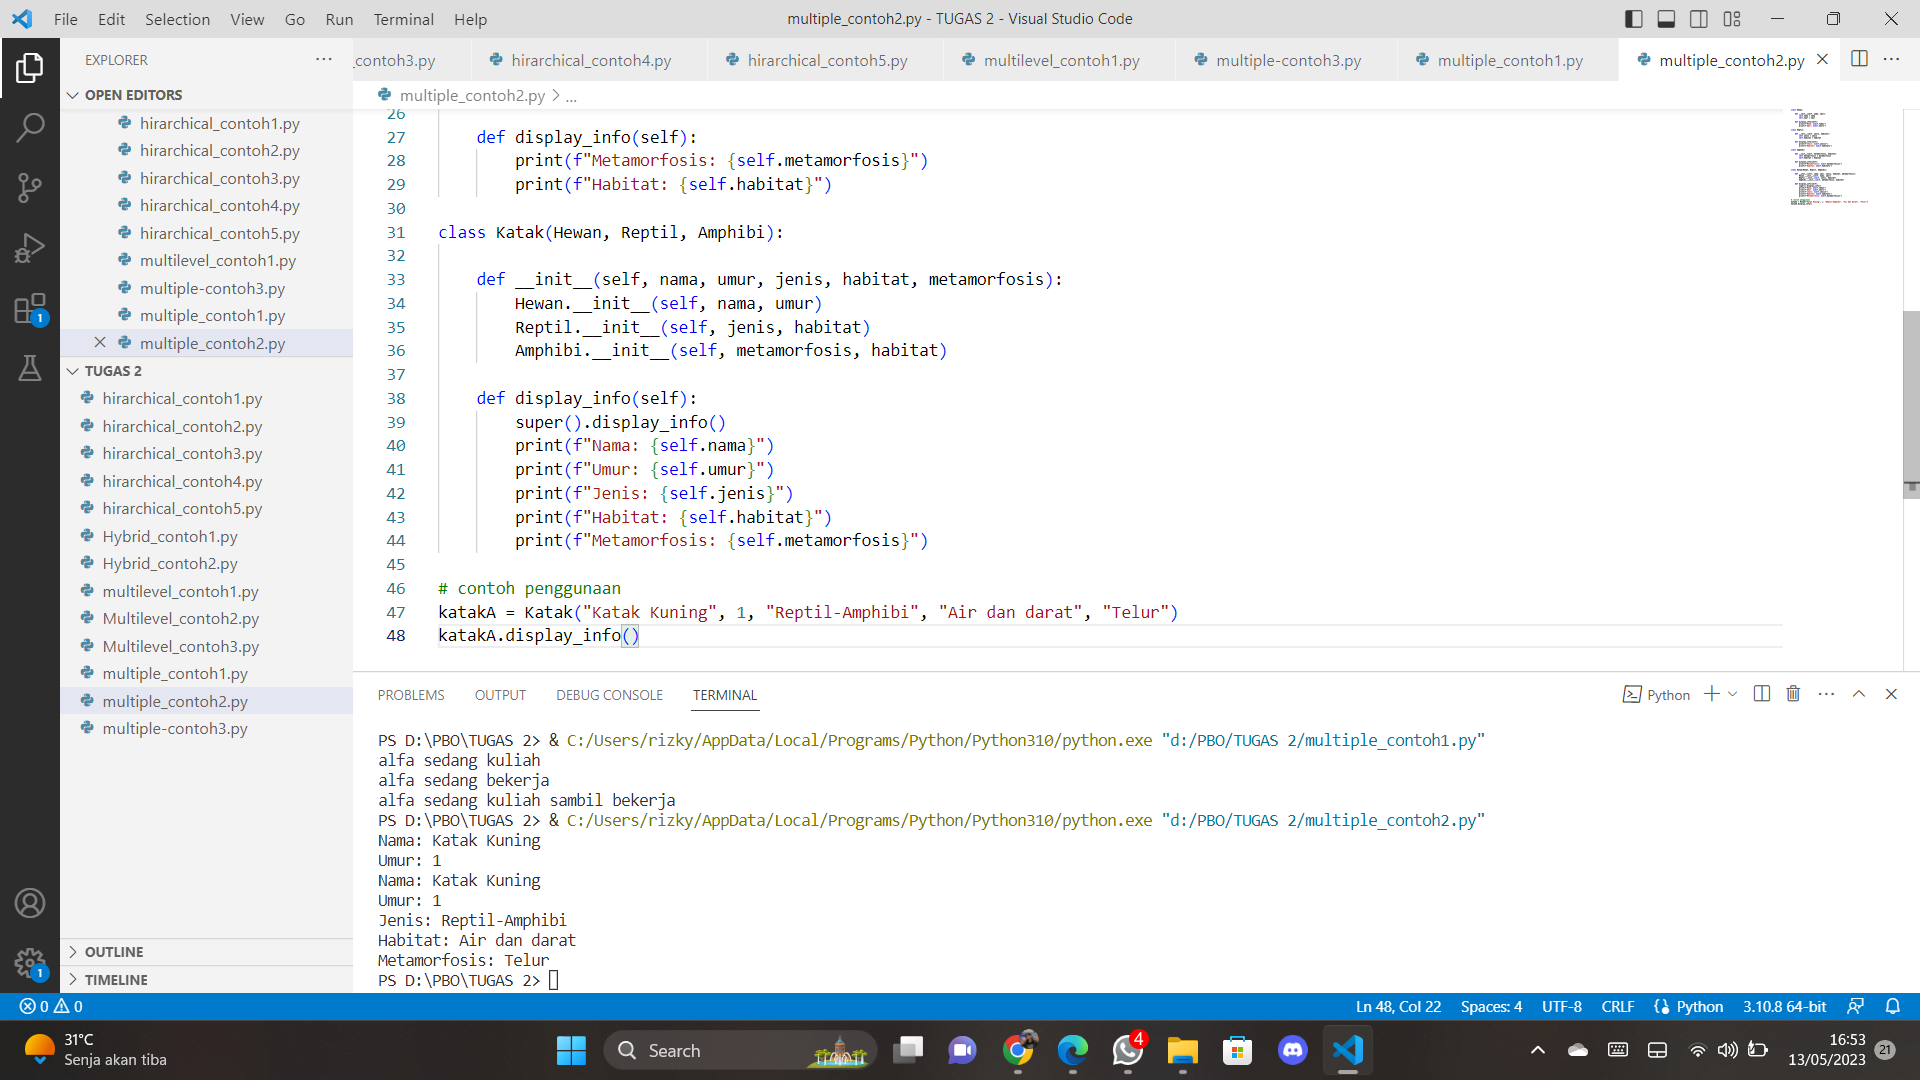 File Edit Selection View Go Run Terminal Help
multiple_contoh2.py - TUGAS 2 - Visual Studio Code
EXPLORER
_contoh3.py hirarchical_contoh4.py hirarchical_contoh5.py multilevel_contoh1.py multiple-contoh3.py multiple_contoh1.py multiple_contoh2.py
OPEN EDITORS
hirarchical_contoh1.py
hirarchical_contoh2.py
hirarchical_contoh3.py
hirarchical_contoh4.py
hirarchical_contoh5.py
multilevel_contoh1.py
multiple-contoh3.py
multiple_contoh1.py
multiple_contoh2.py
TUGAS 2
hirarchical_contoh1.py
hirarchical_contoh2.py
hirarchical_contoh3.py
hirarchical_contoh4.py
hirarchical_contoh5.py
Hybrid_contoh1.py
Hybrid_contoh2.py
multilevel_contoh1.py
Multilevel_contoh2.py
Multilevel_contoh3.py
multiple_contoh1.py
multiple_contoh2.py
multiple-contoh3.py
OUTLINE
TIMELINE
multiple_contoh2.py > ...
26
27     def display_info(self):
28         print(f"Metamorfosis: {self.metamorfosis}")
29         print(f"Habitat: {self.habitat}")
30
31 class Katak(Hewan, Reptil, Amphibi):
32
33     def __init__(self, nama, umur, jenis, habitat, metamorfosis):
34         Hewan.__init__(self, nama, umur)
35         Reptil.__init__(self, jenis, habitat)
36         Amphibi.__init__(self, metamorfosis, habitat)
37
38     def display_info(self):
39         super().display_info()
40         print(f"Nama: {self.nama}")
41         print(f"Umur: {self.umur}")
42         print(f"Jenis: {self.jenis}")
43         print(f"Habitat: {self.habitat}")
44         print(f"Metamorfosis: {self.metamorfosis}")
45
46 # contoh penggunaan
47 katakA = Katak("Katak Kuning", 1, "Reptil-Amphibi", "Air dan darat", "Telur")
48 katakA.display_info()
PROBLEMS OUTPUT DEBUG CONSOLE TERMINAL
Python
PS D:\PBO\TUGAS 2> & C:/Users/rizky/AppData/Local/Programs/Python/Python310/python.exe "d:/PBO/TUGAS 2/multiple_contoh1.py"
alfa sedang kuliah
alfa sedang bekerja
alfa sedang kuliah sambil bekerja
PS D:\PBO\TUGAS 2> & C:/Users/rizky/AppData/Local/Programs/Python/Python310/python.exe "d:/PBO/TUGAS 2/multiple_contoh2.py"
Nama: Katak Kuning
Umur: 1
Nama: Katak Kuning
Umur: 1
Jenis: Reptil-Amphibi
Habitat: Air dan darat
Metamorfosis: Telur
PS D:\PBO\TUGAS 2>
1
1
0 0
Ln 48, Col 22 Spaces: 4 UTF-8 CRLF Python 3.10.8 64-bit
31°C
Senja akan tiba
Search
4
16:53
13/05/2023
21